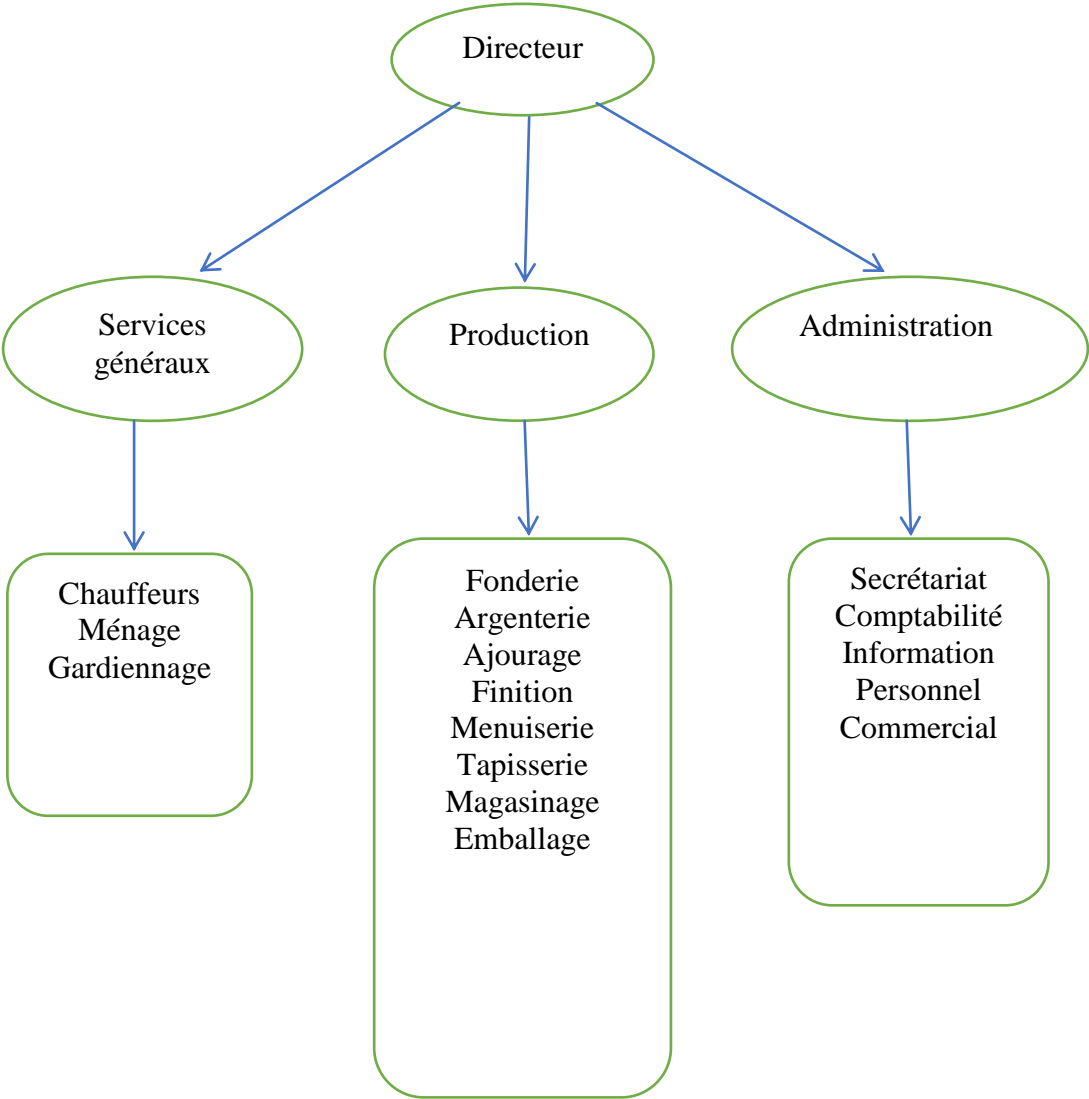 Directeur
Services
généraux
Production
Administration
Chauffeurs
Ménage
Gardiennage
Fonderie
Argenterie
Ajourage
Finition
Menuiserie
Tapisserie
Magasinage
Emballage
Secrétariat
Comptabilité
Information
Personnel
Commercial